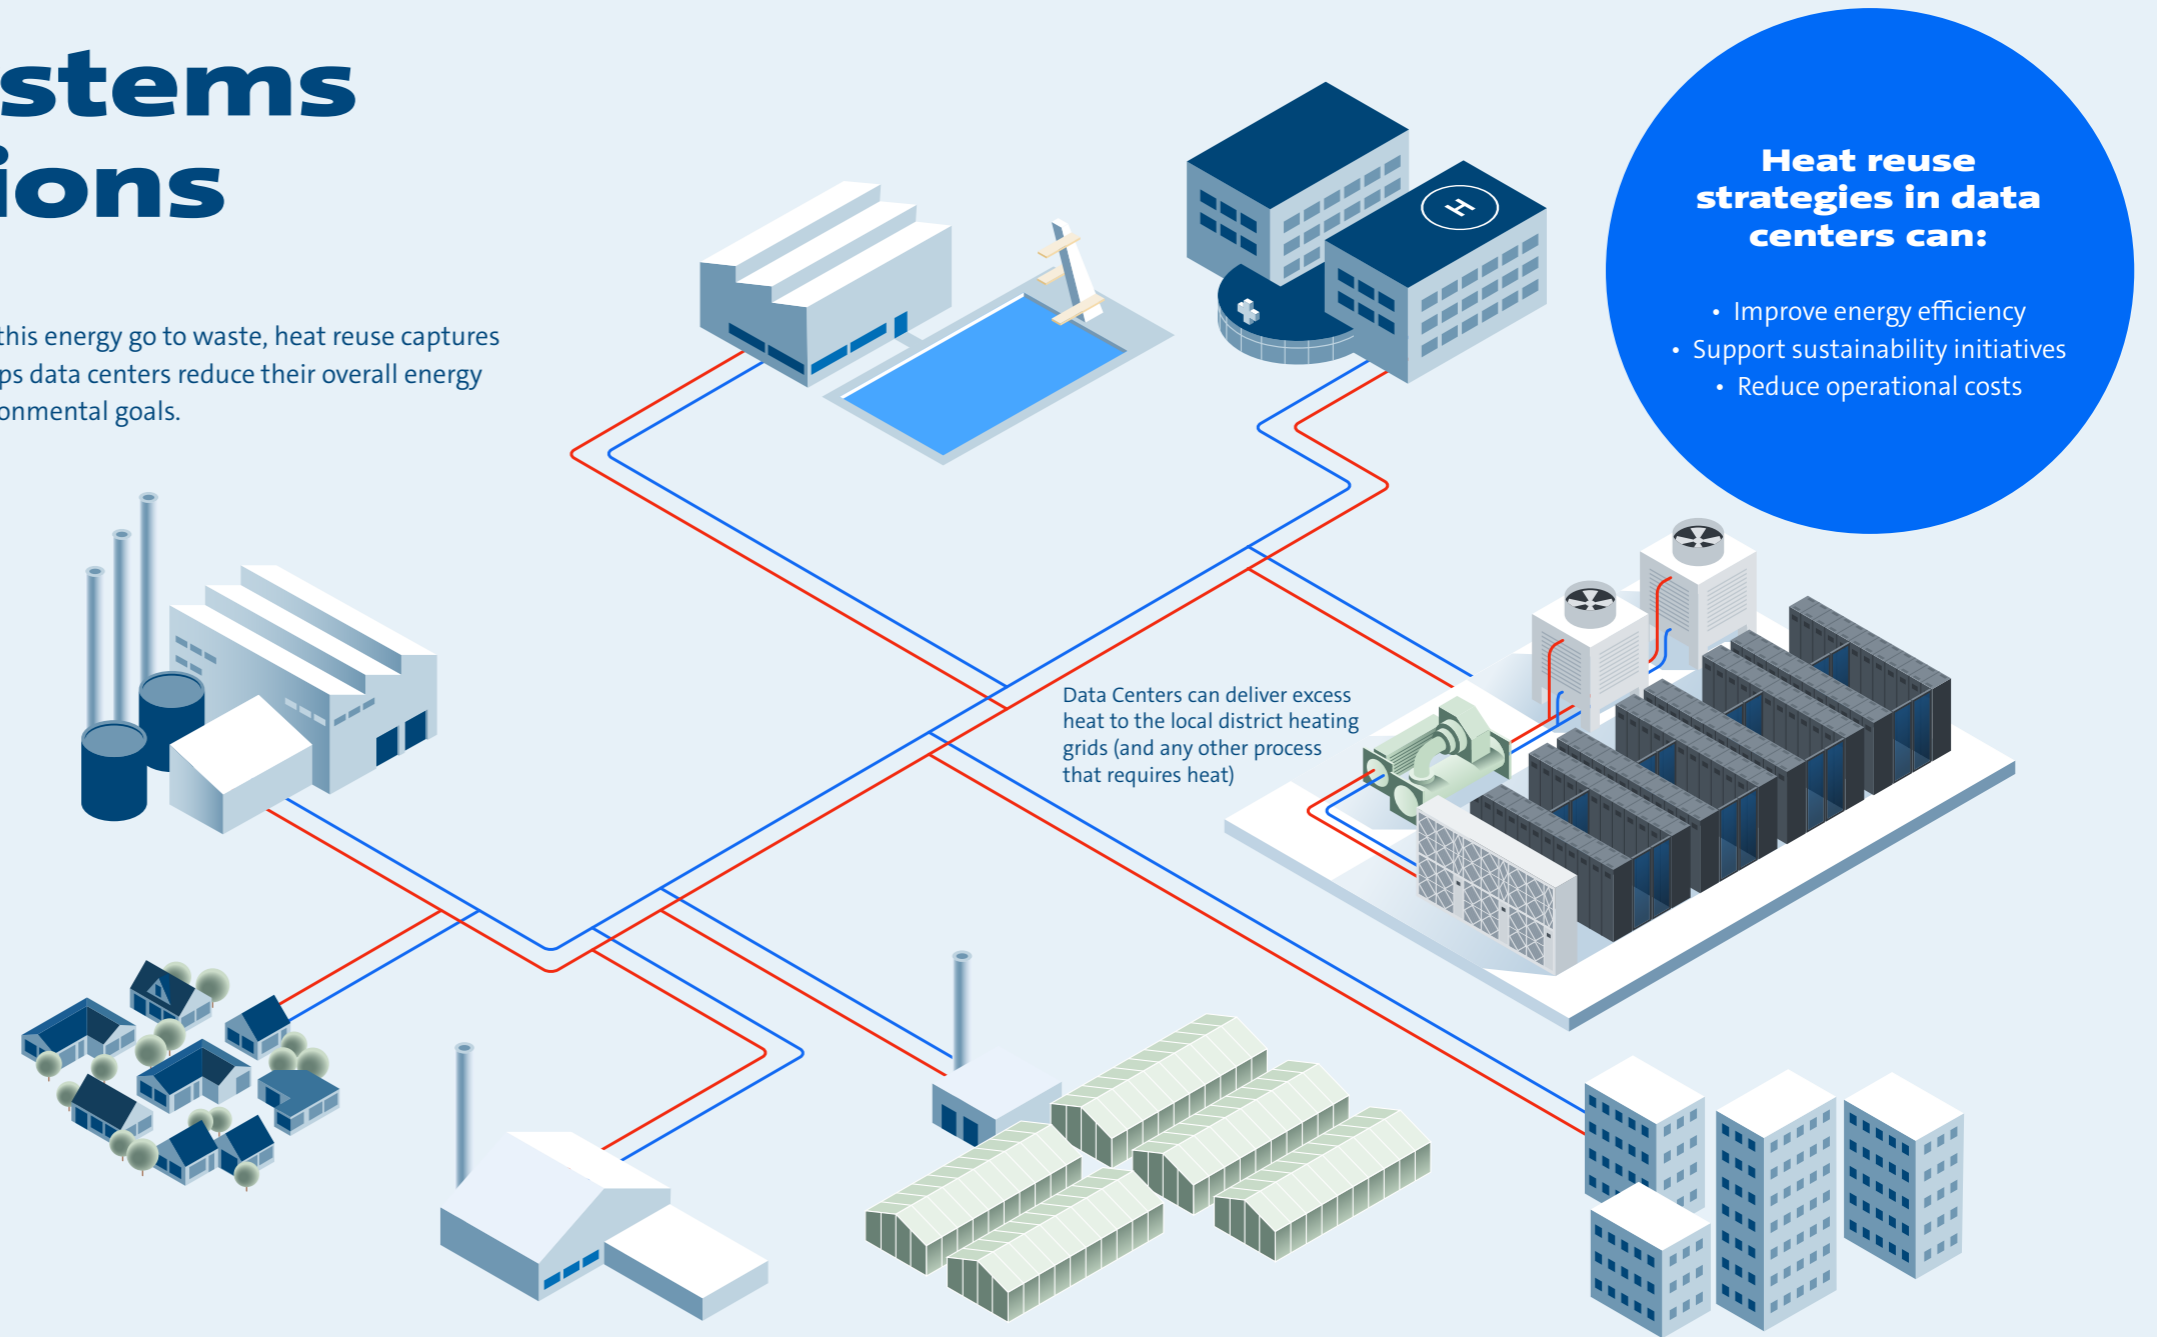 stems
ions
this energy go to waste, heat reuse captures
ps data centers reduce their overall energy
onmental goals.
Heat reuse
strategies in data
centers can:
• Improve energy efficiency
• Support sustainability initiatives
• Reduce operational costs
H
Data Centers can deliver excess
heat to the local district heating
grids (and any other process
that requires heat)